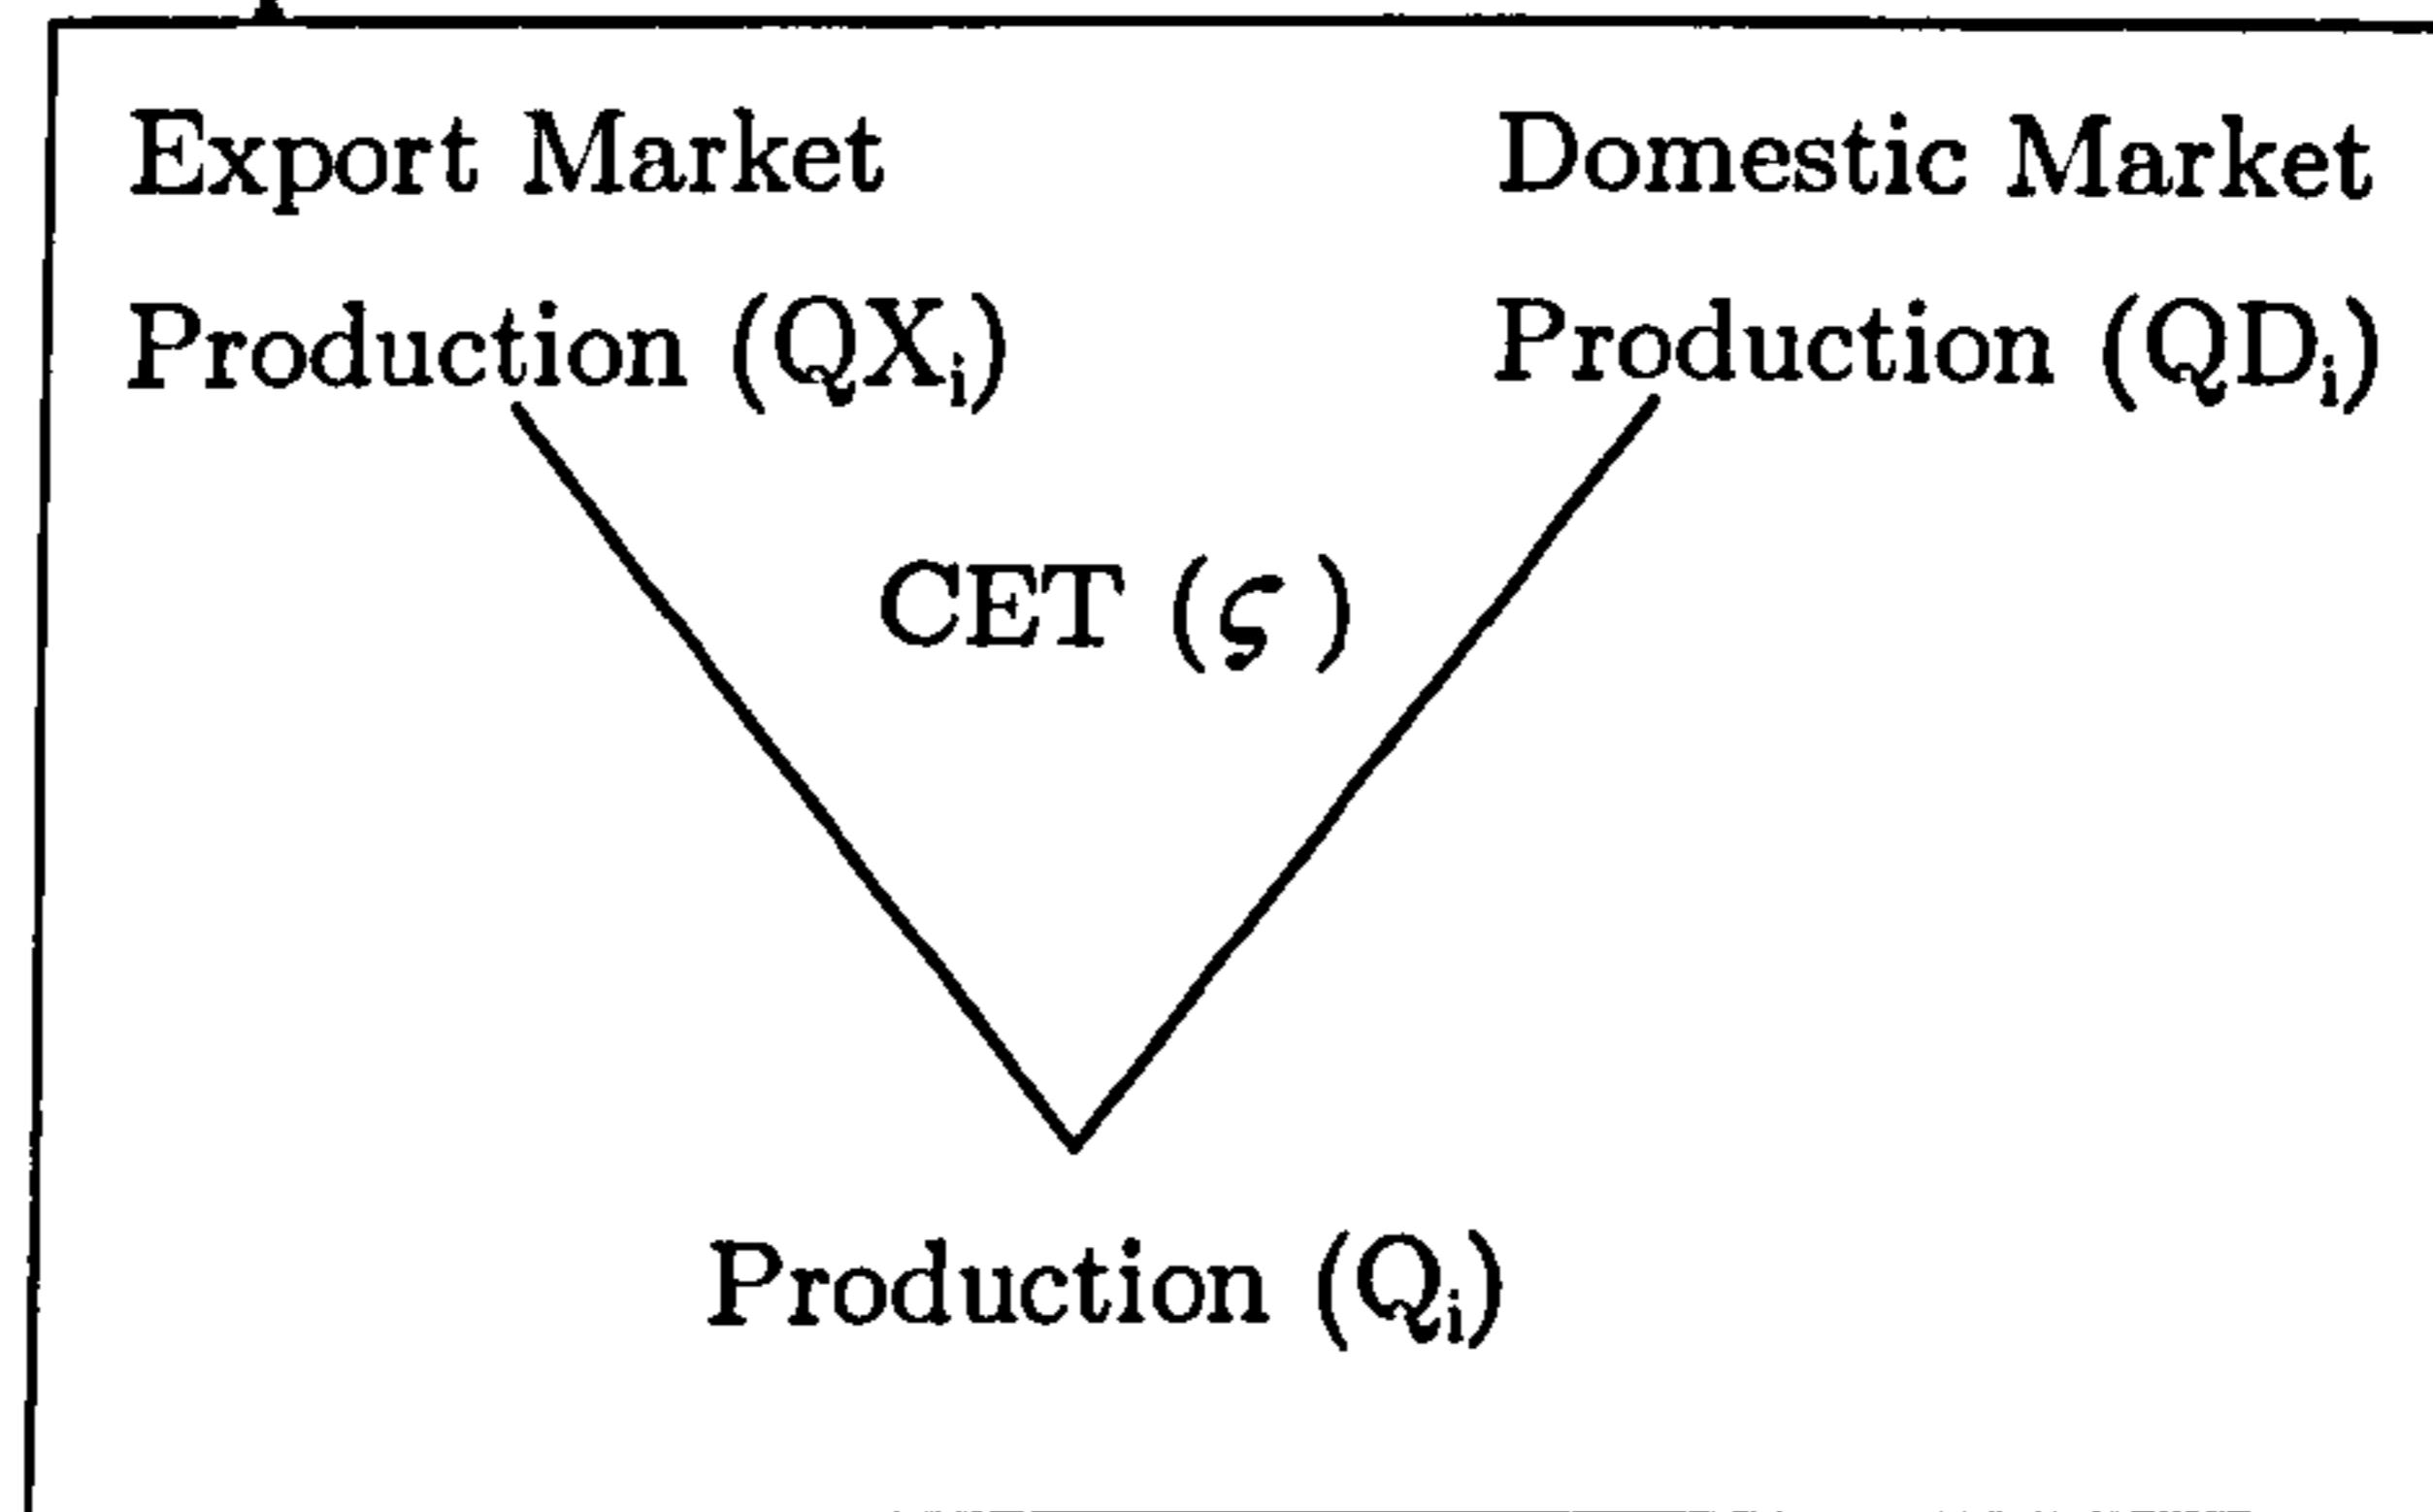 Export Market
Domestic Market
Production (QXᵢ)
Production (QDᵢ)
CET (ς )
Production (Qᵢ)